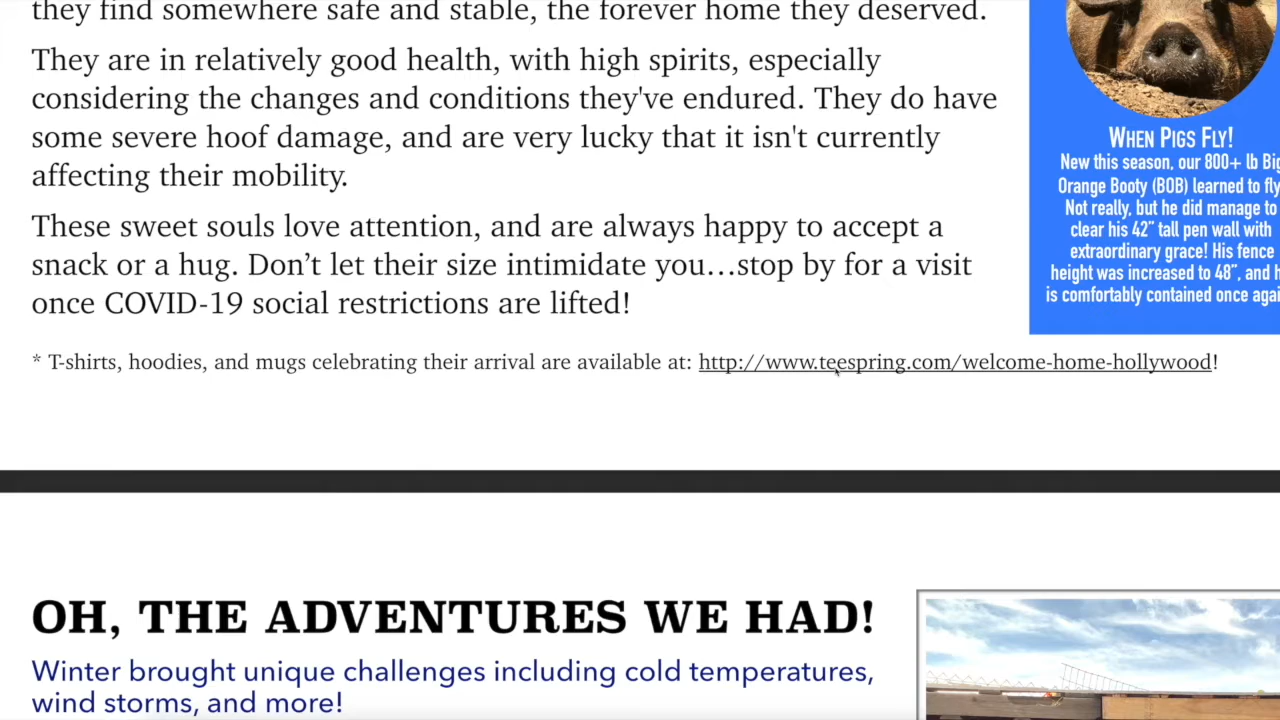 they find somewhere safe and stable, the forever home they deserved.
They are in relatively good health, with high spirits, especially
considering the changes and conditions they've endured. They do have
some severe hoof damage, and are very lucky that it isn't currently
affecting their mobility.
These sweet souls love attention, and are always happy to accept a
snack or a hug. Don’t let their size intimidate you…stop by for a visit
once COVID-19 social restrictions are lifted!
* T-shirts, hoodies, and mugs celebrating their arrival are available at: http://www.teespring.com/welcome-home-hollywood!
WHEN PIGS FLY!
New this season, our 800+ lb Big
Orange Booty (BOB) learned to fly
Not really, but he did manage to
clear his 42” tall pen wall with
extraordinary grace! His fence
height was increased to 48”, and
is comfortably contained once
OH, THE ADVENTURES WE HAD!
Winter brought unique challenges including cold temperatures,
wind storms, and more!